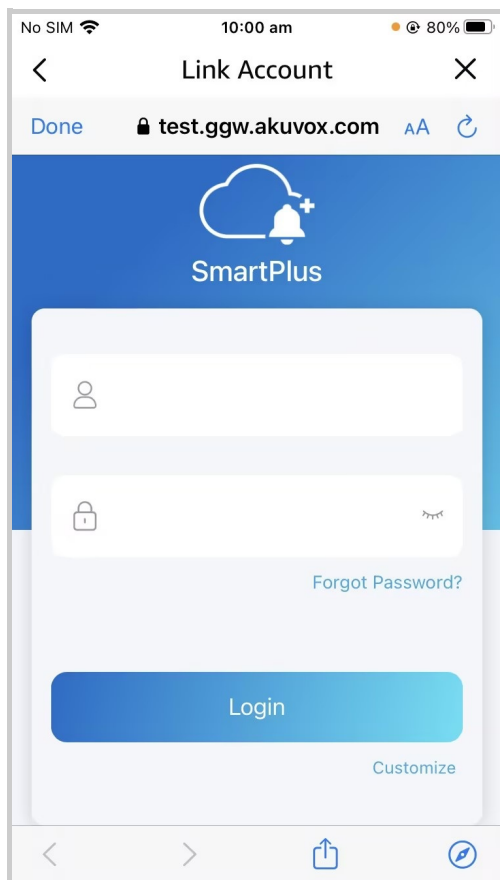 No SIM 10:00 am 80%
Link Account
Done test.ggw.akuvox.com AA
SmartPlus
Forgot Password?
Login
Customize